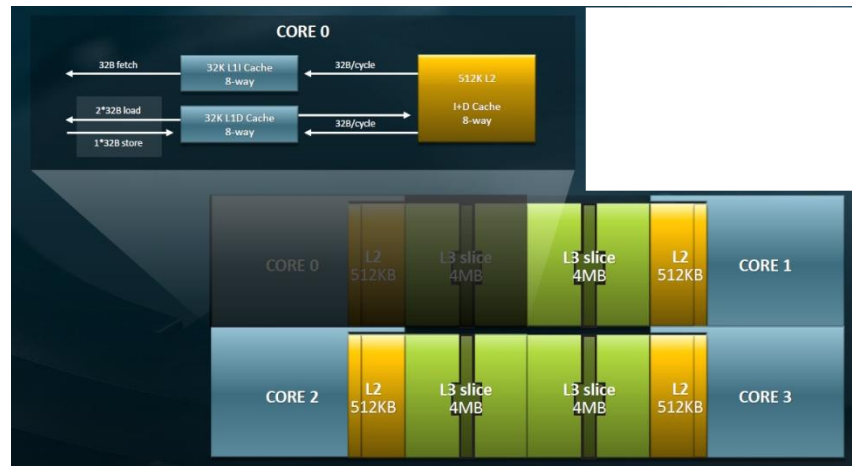 CORE 0
32B fetch
32K L1I Cache
8-way
32B/cycle
512K L2
I+D Cache
8-way
2*32B load
1*32B store
32K L1D Cache
8-way
32B/cycle
CORE 0
L2
512KB
L3 slice
4MB
L3 slice
4MB
L2
512KB
CORE 1
CORE 2
L2
512KB
L3 slice
4MB
L3 slice
4MB
L2
512KB
CORE 3